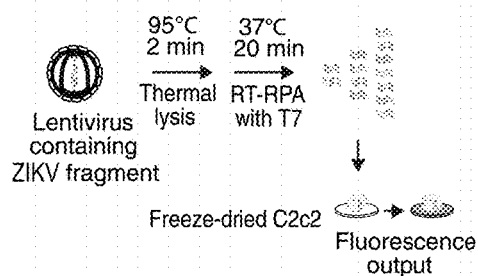 95°C
2 min
37°C
20 min
Thermal
lysis
RT-RPA
with T7
Lentivirus
containing
ZIKV fragment
Freeze-dried C2c2
Fluorescence
output